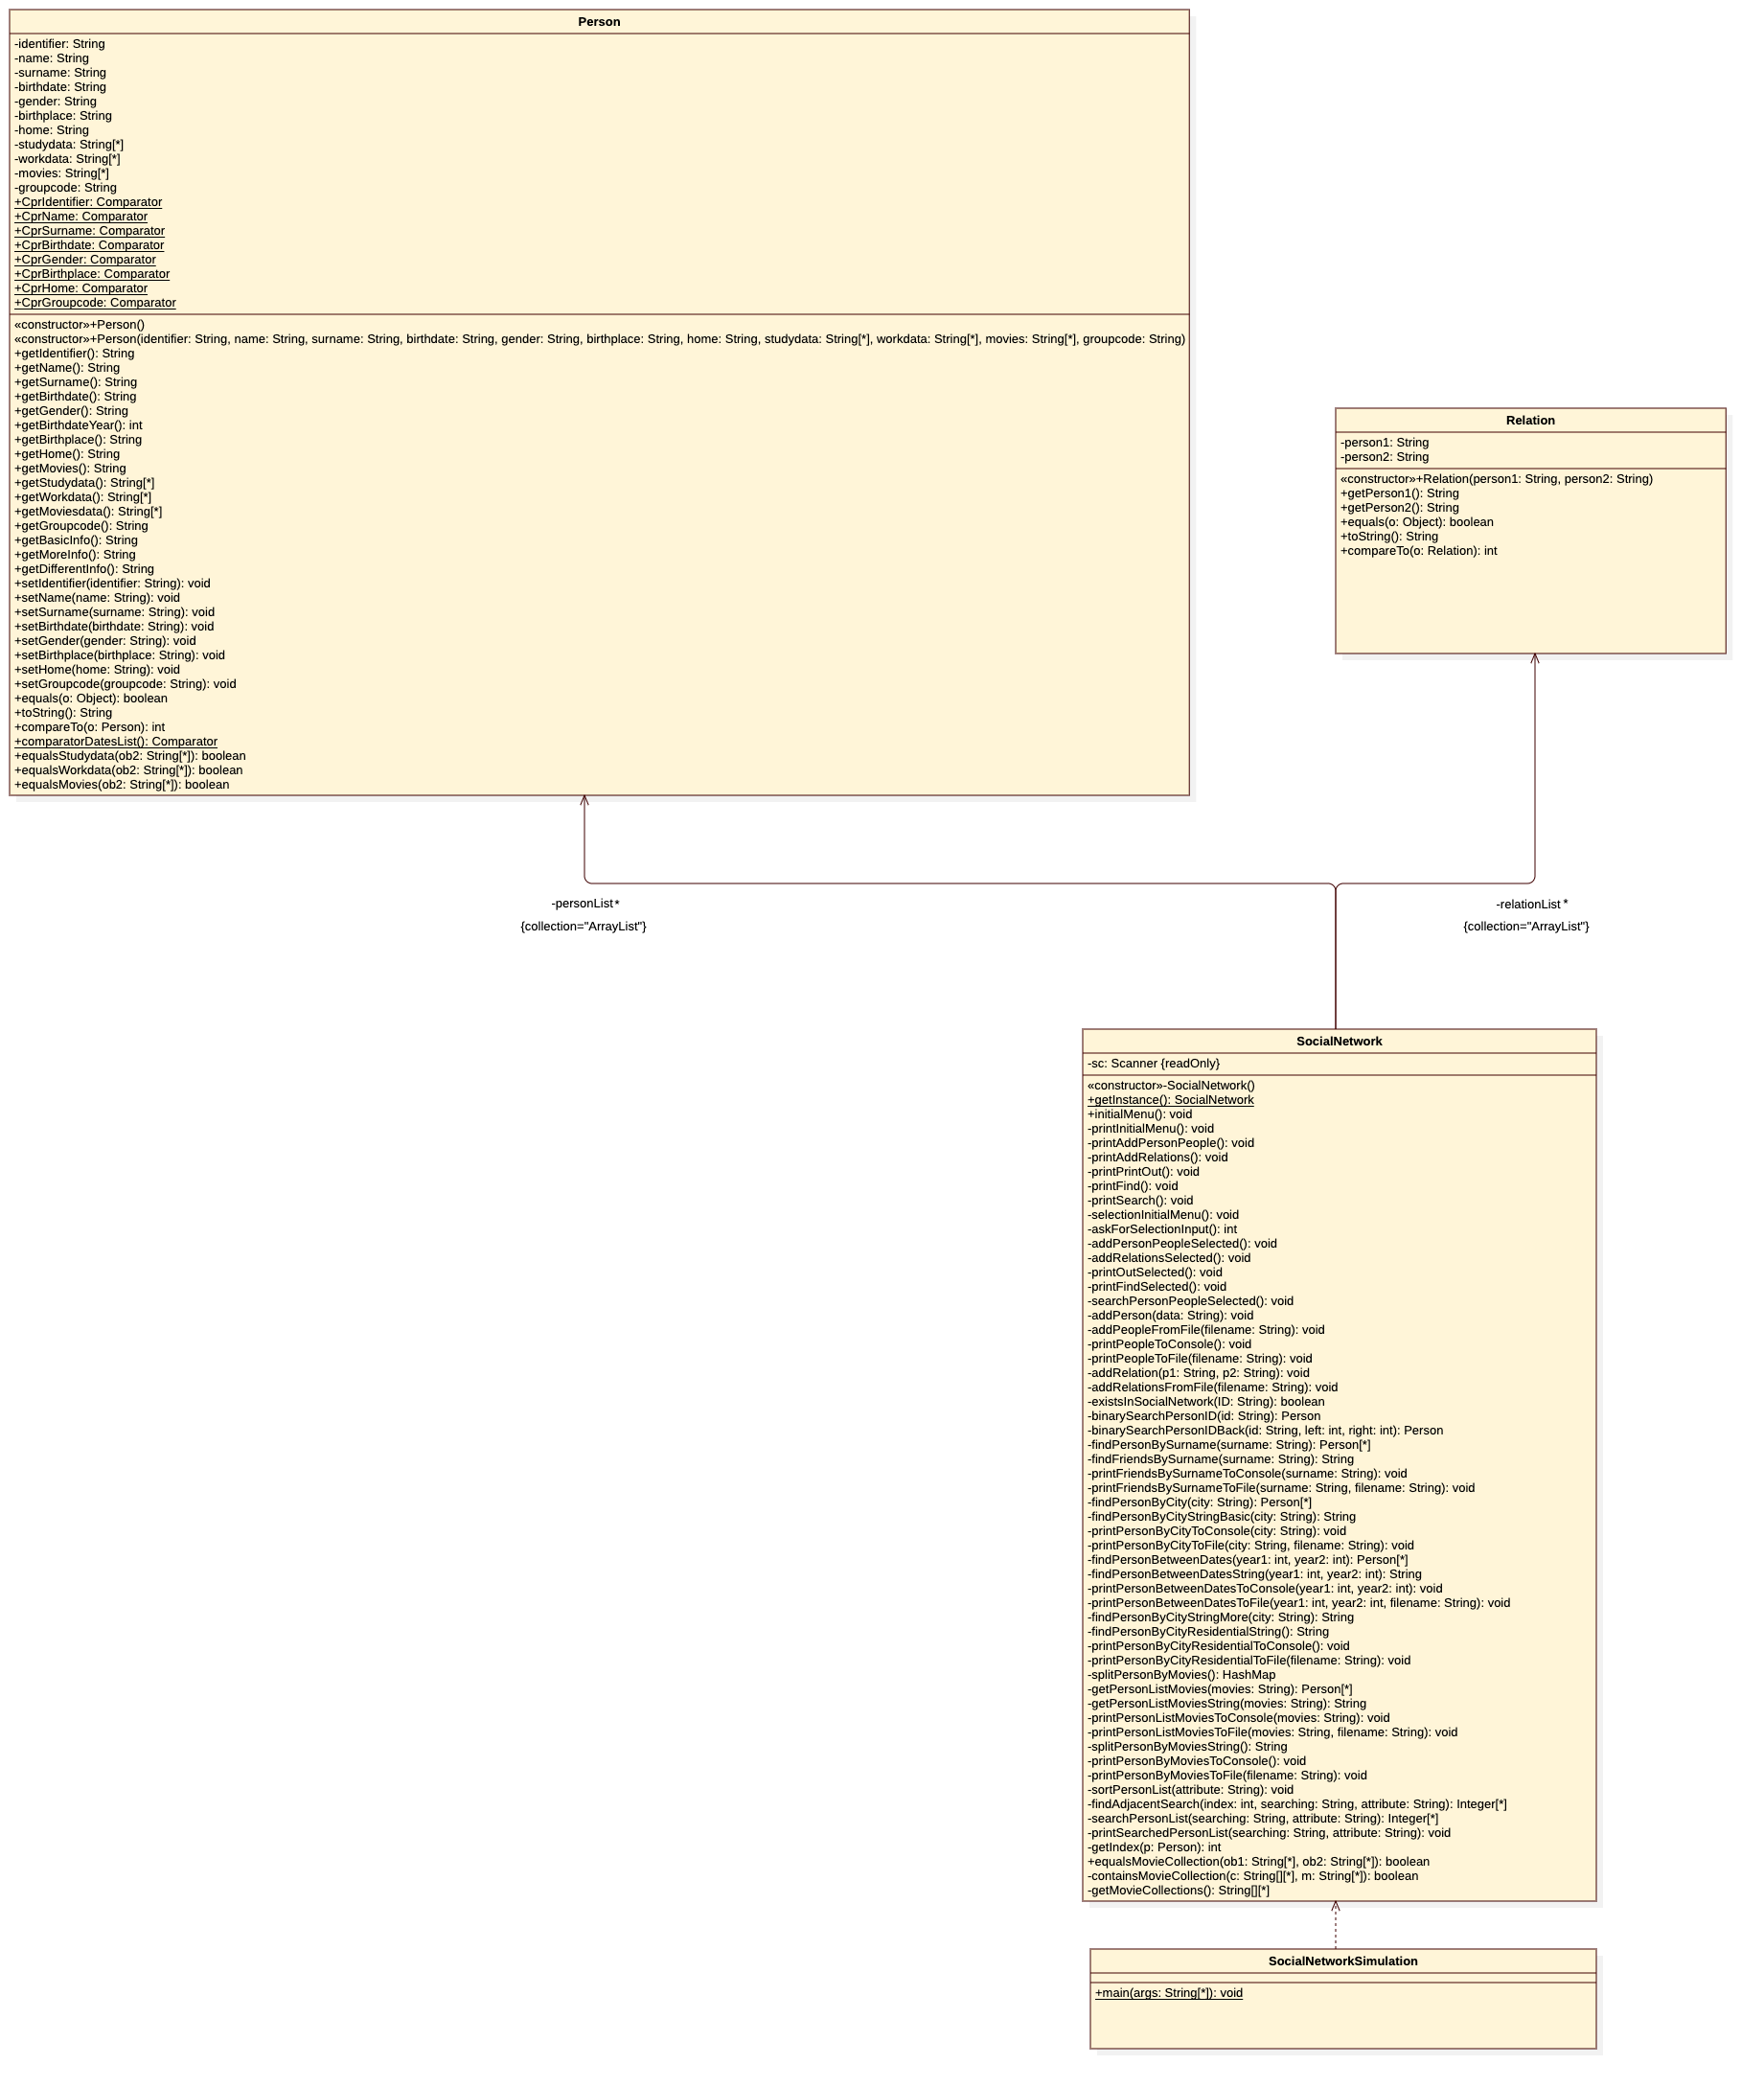 Person
-identifier: String
-name: String
-surname: String
-birthdate: String
-gender: String
-birthplace: String
-home: String
-studydata: String[*]
-workdata: String[*]
-movies: String[*]
-groupcode: String
+CprIdentifier: Comparator
+CprName: Comparator
+CprSurname: Comparator
+CprBirthdate: Comparator
+CprGender: Comparator
+CprBirthplace: Comparator
+CprHome: Comparator
+CprGroupcode: Comparator
«constructor»+Person()
«constructor»+Person(identifier: String, name: String, surname: String, birthdate: String, gender: String, birthplace: String, home: String, studydata: String[*], workdata: String[*], movies: String[*], groupcode: String)
+getIdentifier(): String
+getName(): String
+getSurname(): String
+getBirthdate(): String
+getGender(): String
+getBirthdateYear(): int
+getBirthplace(): String
+getHome(): String
+getMovies(): String
+getStudydata(): String[*]
+getWorkdata(): String[*]
+getMoviesdata(): String[*]
+getGroupcode(): String
+getBasicInfo(): String
+getMoreInfo(): String
+getDifferentInfo(): String
+setIdentifier(identifier: String): void
+setName(name: String): void
+setSurname(surname: String): void
+setBirthdate(birthdate: String): void
+setGender(gender: String): void
+setBirthplace(birthplace: String): void
+setHome(home: String): void
+setGroupcode(groupcode: String): void
+equals(o: Object): boolean
+toString(): String
+compareTo(o: Person): int
+comparatorDatesList(): Comparator
+equalsStudydata(ob2: String[*]): boolean
+equalsWorkdata(ob2: String[*]): boolean
+equalsMovies(ob2: String[*]): boolean
Relation
-person1: String
-person2: String
«constructor»+Relation(person1: String, person2: String)
+getPerson1(): String
+getPerson2(): String
+equals(o: Object): boolean
+toString(): String
+compareTo(o: Relation): int
-personList *
{collection="ArrayList"}
-relationList *
{collection="ArrayList"}
SocialNetwork
-sc: Scanner {readOnly}
«constructor»-SocialNetwork()
+getInstance(): SocialNetwork
+initialMenu(): void
-printInitialMenu(): void
-printAddPersonPeople(): void
-printAddRelations(): void
-printPrintOut(): void
-printFind(): void
-printSearch(): void
-selectionInitialMenu(): void
-askForSelectionInput(): int
-addPersonPeopleSelected(): void
-addRelationsSelected(): void
-printOutSelected(): void
-printFindSelected(): void
-searchPersonPeopleSelected(): void
-addPerson(data: String): void
-addPeopleFromFile(filename: String): void
-printPeopleToConsole(): void
-printPeopleToFile(filename: String): void
-addRelation(p1: String, p2: String): void
-addRelationsFromFile(filename: String): void
-existsInSocialNetwork(ID: String): boolean
-binarySearchPersonID(id: String): Person
-binarySearchPersonIDBack(id: String, left: int, right: int): Person
-findPersonBySurname(surname: String): Person[*]
-findFriendsBySurname(surname: String): String
-printFriendsBySurnameToConsole(surname: String): void
-printFriendsBySurnameToFile(surname: String, filename: String): void
-findPersonByCity(city: String): Person[*]
-findPersonByCityStringBasic(city: String): String
-printPersonByCityToConsole(city: String): void
-printPersonByCityToFile(city: String, filename: String): void
-findPersonBetweenDates(year1: int, year2: int): Person[*]
-findPersonBetweenDatesString(year1: int, year2: int): String
-printPersonBetweenDatesToConsole(year1: int, year2: int): void
-printPersonBetweenDatesToFile(year1: int, year2: int, filename: String): void
-findPersonByCityStringMore(city: String): String
-findPersonByCityResidentialString(): String
-printPersonByCityResidentialToConsole(): void
-printPersonByCityResidentialToFile(filename: String): void
-splitPersonByMovies(): HashMap
-getPersonListMovies(movies: String): Person[*]
-getPersonListMoviesString(movies: String): String
-printPersonListMoviesToConsole(movies: String): void
-printPersonListMoviesToFile(movies: String, filename: String): void
-splitPersonByMoviesString(): String
-printPersonByMoviesToConsole(): void
-printPersonByMoviesToFile(filename: String): void
-sortPersonList(attribute: String): void
-findAdjacentSearch(index: int, searching: String, attribute: String): Integer[*]
-searchPersonList(searching: String, attribute: String): Integer[*]
-printSearchedPersonList(searching: String, attribute: String): void
-getIndex(p: Person): int
+equalsMovieCollection(ob1: String[*], ob2: String[*]): boolean
-containsMovieCollection(c: String[][*], m: String[*]): boolean
-getMovieCollections(): String[][*]
SocialNetworkSimulation
+main(args: String[*]): void